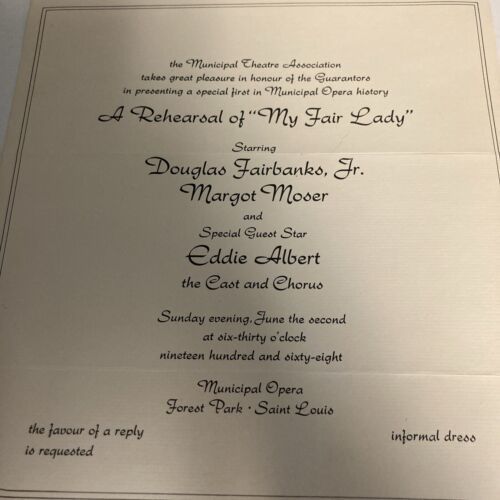 the Municipal Theatre Association
takes great pleasure in honour of the Guarantors
in presenting a special first in Municipal Opera history
A Rehearsal of "My Fair Lady"
Starring
Douglas Fairbanks, Jr.
Margot Moser
and
Special Guest Star
Eddie Albert
the Cast and Chorus
Sunday evening, June the second
at six-thirty o'clock
nineteen hundred and sixty-eight
Municipal Opera
Forest Park · Saint Louis
the favour of a reply
is requested
informal dress